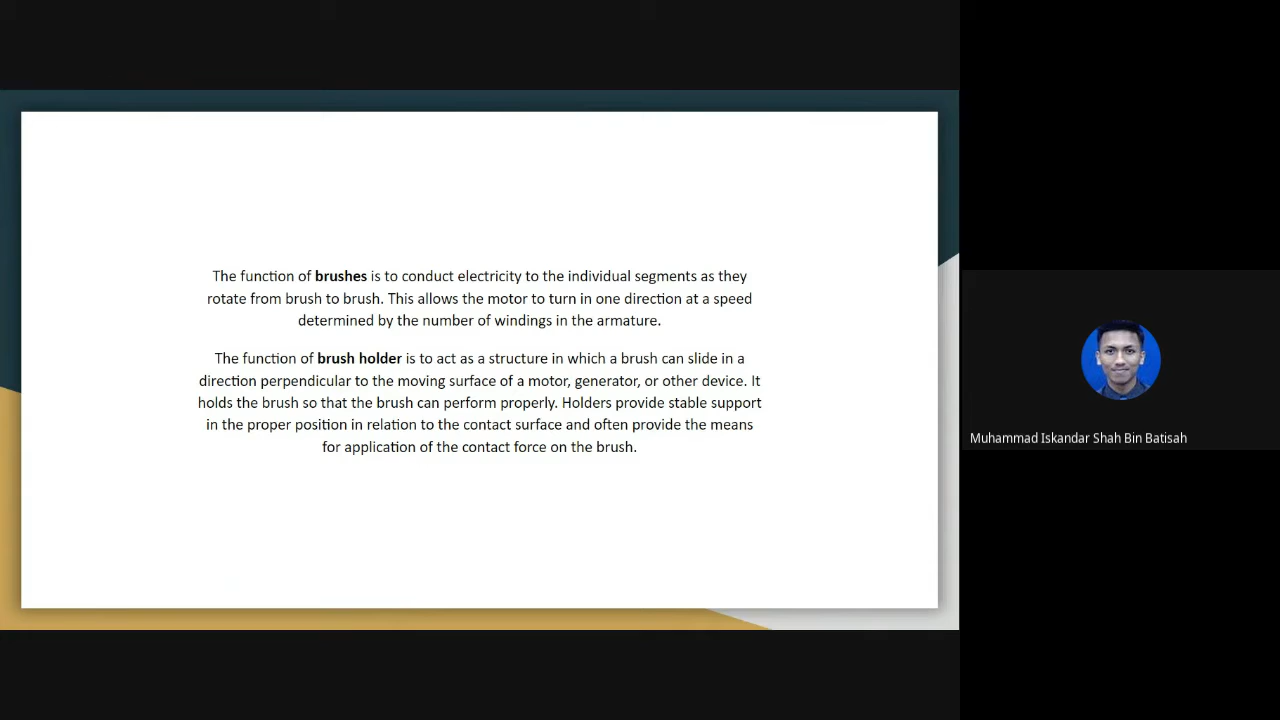 The function of brushes is to conduct electricity to the individual segments as they
rotate from brush to brush. This allows the motor to turn in one direction at a speed
determined by the number of windings in the armature.
The function of brush holder is to act as a structure in which a brush can slide in a
direction perpendicular to the moving surface of a motor, generator, or other device. It
holds the brush so that the brush can perform properly. Holders provide stable support
in the proper position in relation to the contact surface and often provide the means
for application of the contact force on the brush.
Muhammad Iskandar Shah Bin Batisah